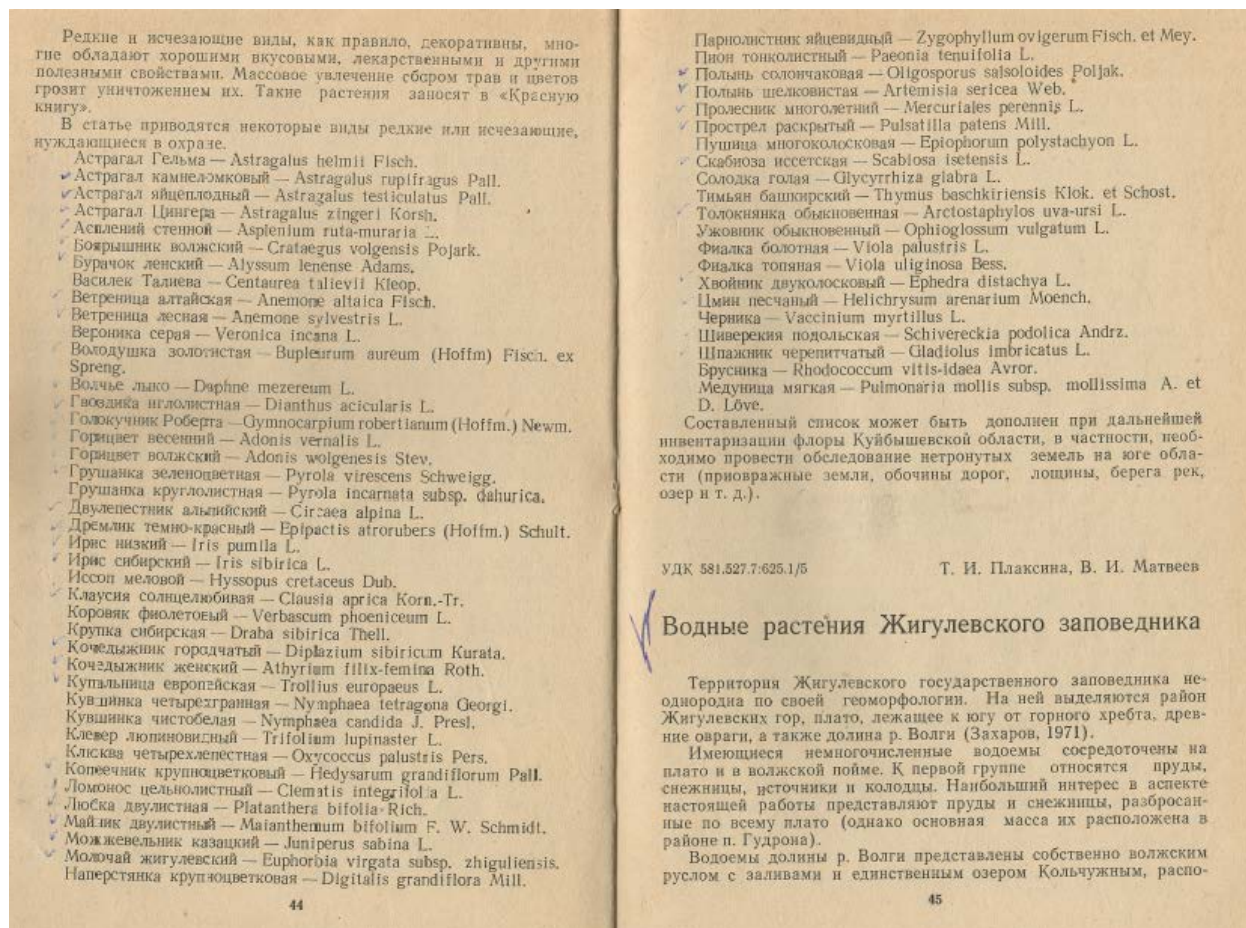 Редкие и исчезающие виды, как правило, декоративны, мно-
гие обладают хорошими вкусовыми, лекарственными и другими
полезными свойствами. Массовое увлечение сбором трав и цветов
грозит уничтожением их. Такие растения заносят в «Красную
книгу».
В статье приводятся некоторые виды редкие или исчезающие,
нуждающиеся в охране.
Астрагал Гельма — Astragalus helmii Fisch.
Астрагал камнеломковый — Astragalus rupifragus Pall.
Астрагал яйцеплодный — Astragalus testiculatus Pall.
Астрагал Цингера — Astragalus zingeri Korsh.
Асплений стенной — Asplenium ruta-muraria L.
Боярышник волжский — Crataegus volgensis Pojark.
Бурачок ленский — Alyssum lenense Adams.
Василек Талиева — Centaurea talievii Kleop.
Ветреница алтайская — Anemone altaica Fisch.
Ветреница лесная — Anemone sylvestris L.
Вероника серая — Veronica incana L.
Володушка золотистая — Bupleurum aureum (Hoffm) Fisch. ex
Spreng.
Волчье лыко — Daphne mezereum L.
Гвоздика иглолистная — Dianthus acicularis L.
Голокучник Роберта — Gymnocarpium robertianum (Hoffm.) Newm.
Горицвет весенний — Adonis vernalis L.
Горицвет волжский — Adonis wolgenesis Stev.
Грушанка зеленоцветная — Pyrola virescens Schweigg.
Грушанка круглолистная — Pyrola incarnata subsp. dahurica.
Двулепестник альпийский — Circaea alpina L.
Дремлик темно-красный — Epipactis atrorubers (Hoffm.) Schult.
Ирис низкий — Iris pumila L.
Ирис сибирский — Iris sibirica L.
Иссоп меловой — Hyssopus cretaceus Dub.
Клаусия солнцелюбивая — Clausia aprica Korn.-Tr.
Коровяк фиолетовый — Verbascum phoeniceum L.
Крупка сибирская — Draba sibirica Thell.
Кочедыжник городчатый — Diplazium sibiricum Kurata.
Кочедыжник женский — Athyrium filix-femina Roth.
Купальница европейская — Trollius europaeus L.
Кувшинка четырехгранная — Nymphaea tetragona Georgi.
Кувшинка чистобелая — Nymphaea candida J. Presl.
Клевер люпиновидный — Trifolium lupinaster L.
Клюква четырехлепестная — Oxycoccus palustris Pers.
Копеечник крупноцветковый — Hedysarum grandiflorum Pall.
Ломонос цельнолистный — Clematis integrifolia L.
Любка двулистная — Platanthera bifolia Rich.
Майник двулистный — Maianthemum bifolium F. W. Schmidt.
Можжевельник казацкий — Juniperus sabina L.
Молочай жигулевский — Euphorbia virgata subsp. zhiguliensis.
Наперстянка крупноцветковая — Digitalis grandiflora Mill.
44
Парнолистник яйцевидный — Zygophyllum ovigerum Fisch. et Mey.
Пион тонколистный — Paeonia tenuifolia L.
Полынь солончаковая — Oligosporus salsoloides Poljak.
Полынь шелковистая — Artemisia sericea Web.
Пролесник многолетний — Mercuriales perennis L.
Прострел раскрытый — Pulsatilla patens Mill.
Пушица многоколосковая — Epiophorum polystachyon L.
Скабиоза иссетская — Scabiosa isetensis L.
Солодка голая — Glycyrrhiza glabra L.
Тимьян башкирский — Thymus baschkiriensis Klok. et Schost.
Толокнянка обыкновенная — Arctostaphylos uva-ursi L.
Ужовник обыкновенный — Ophioglossum vulgatum L.
Фиалка болотная — Viola palustris L.
Фиалка топяная — Viola uliginosa Bess.
Хвойник двуколосковый — Ephedra distachya L.
Цмин песчаный — Helichrysum arenarium Moench.
Черника — Vaccinium myrtillus L.
Шиверекия подольская — Schivereckia podolica Andrz.
Шпажник черепитчатый — Gladiolus imbricatus L.
Брусника — Rhodococcum vitis-idaea Avror.
Медуница мягкая — Pulmonaria mollis subsp. mollissima A. et
D. Löve.
Составленный список может быть дополнен при дальнейшей
инвентаризации флоры Куйбышевской области, в частности, необ-
ходимо провести обследование нетронутых земель на юге обла-
сти (приовражные земли, обочины дорог, лощины, берега рек,
озер и т. д.).
УДК 581.527.7:625.1/5 Т. И. Плаксина, В. И. Матвеев
Водные растения Жигулевского заповедника
Территория Жигулевского государственного заповедника не-
однородна по своей геоморфологии. На ней выделяются район
Жигулевских гор, плато, лежащее к югу от горного хребта, древ-
ние овраги, а также долина р. Волги (Захаров, 1971).
Имеющиеся немногочисленные водоемы сосредоточены на
плато и в волжской пойме. К первой группе относятся пруды,
снежницы, источники и колодцы. Наибольший интерес в аспекте
настоящей работы представляют пруды и снежницы, разбросан-
ные по всему плато (однако основная масса их расположена в
районе п. Гудрона).
Водоемы долины р. Волги представлены собственно волжским
руслом с заливами и единственным озером Кольчужным, распо-
45